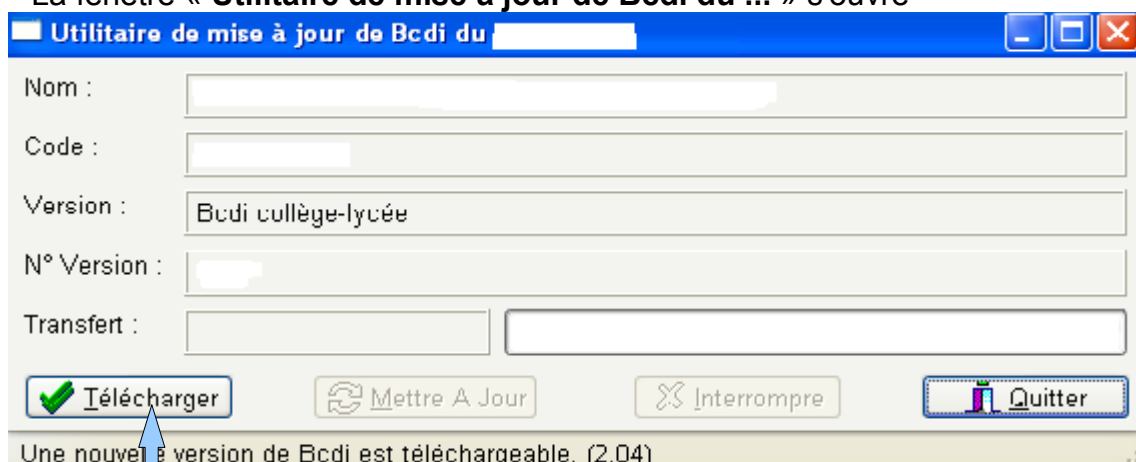 La fenêtre « Utilitaire de mise à jour de Bcdi du ... » s'ouvre
Utilitaire de mise à jour de Bcdi du
Nom :
Code :
Version : Bcdi collège-lycée
N° Version :
Transfert :
Télécharger Mettre A Jour Interrompre Quitter
Une nouvelle version de Bcdi est téléchargeable. (2.04)